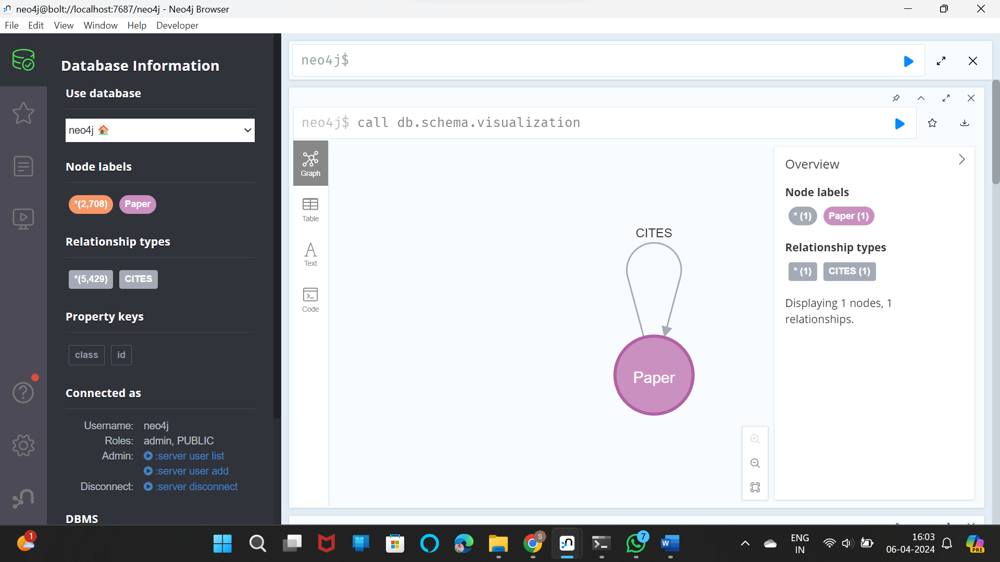 neo4j@bolt://localhost:7687/neo4j - Neo4j Browser
File Edit View Window Help Developer
Database Information
Use database
neo4j
Node labels
*(2,708) Paper
Relationship types
*(5,429) CITES
Property keys
class id
Connected as
Username: neo4j
Roles: admin, PUBLIC
Admin: :server user list
:server user add
Disconnect: :server disconnect
DBMS
neo4j$
neo4j$ call db.schema.visualization
Graph
Table
Text
Code
CITES
Paper
Overview
Node labels
* (1) Paper (1)
Relationship types
* (1) CITES (1)
Displaying 1 nodes, 1
relationships.
1
S
7
W
ENG
IN
16:03
06-04-2024
PRE